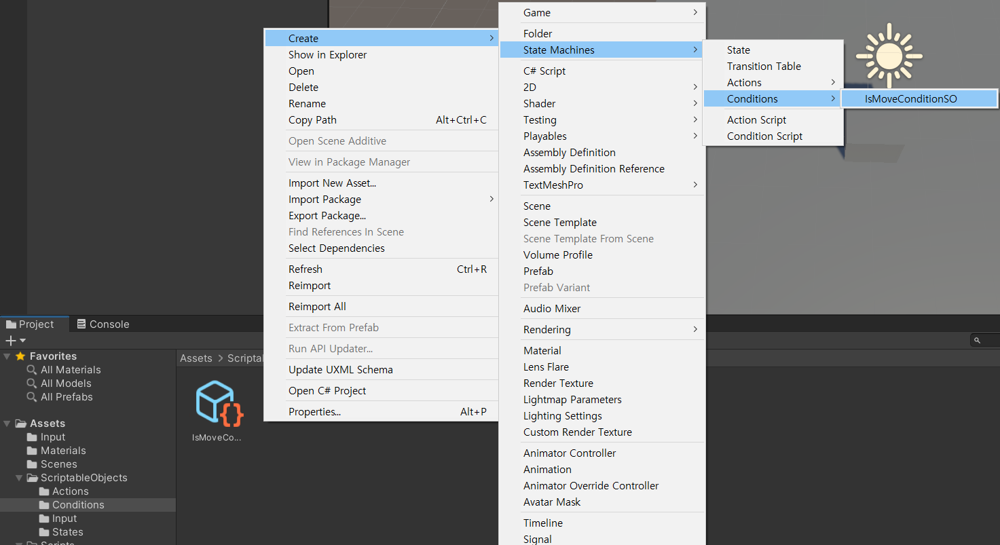 Create
Show in Explorer
Open
Delete
Rename
Copy Path Alt+Ctrl+C
Open Scene Additive
View in Package Manager
Import New Asset...
Import Package
Export Package...
Find References In Scene
Select Dependencies
Refresh Ctrl+R
Reimport
Reimport All
Extract From Prefab
Run API Updater...
Update UXML Schema
Open C# Project
Properties... Alt+P
Game
Folder
State Machines
C# Script
2D
Shader
Testing
Playables
Assembly Definition
Assembly Definition Reference
TextMeshPro
Scene
Scene Template
Scene Template From Scene
Volume Profile
Prefab
Prefab Variant
Audio Mixer
Rendering
Material
Lens Flare
Render Texture
Lightmap Parameters
Lighting Settings
Custom Render Texture
Animator Controller
Animation
Animator Override Controller
Avatar Mask
Timeline
Signal
State
Transition Table
Actions
Conditions
Action Script
Condition Script
IsMoveConditionSO
Project Console
Favorites
All Materials
All Models
All Prefabs
Assets
Input
Materials
Scenes
ScriptableObjects
Actions
Conditions
Input
States
Scripts
Assets > Scriptal
IsMoveCo...